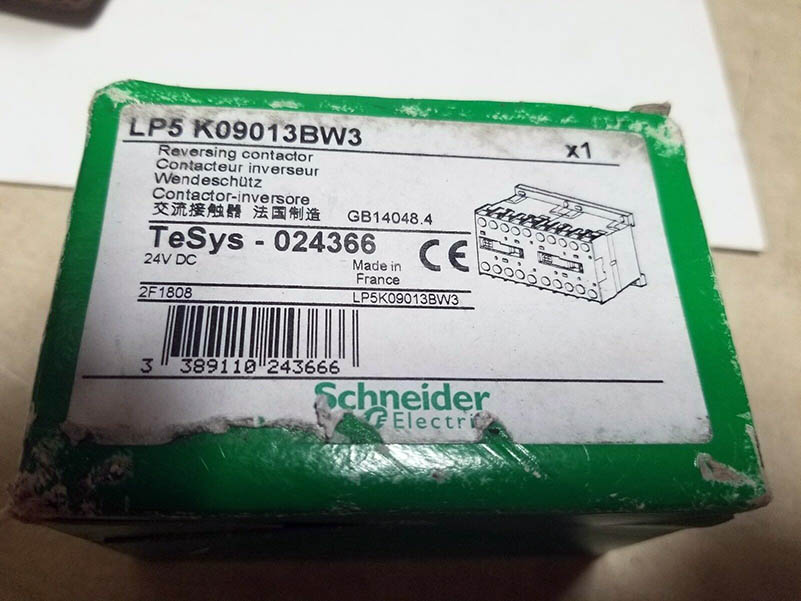 LP5 K09013BW3
x1
Reversing contactor
Contacteur inverseur
Wendeschütz
Contactor-inversore
交流接触器 法国制造 GB14048.4
TeSys - 024366
CE
24V DC
Made in
France
2F1808
LP5K09013BW3
3 389110 243666
Schneider
Electri